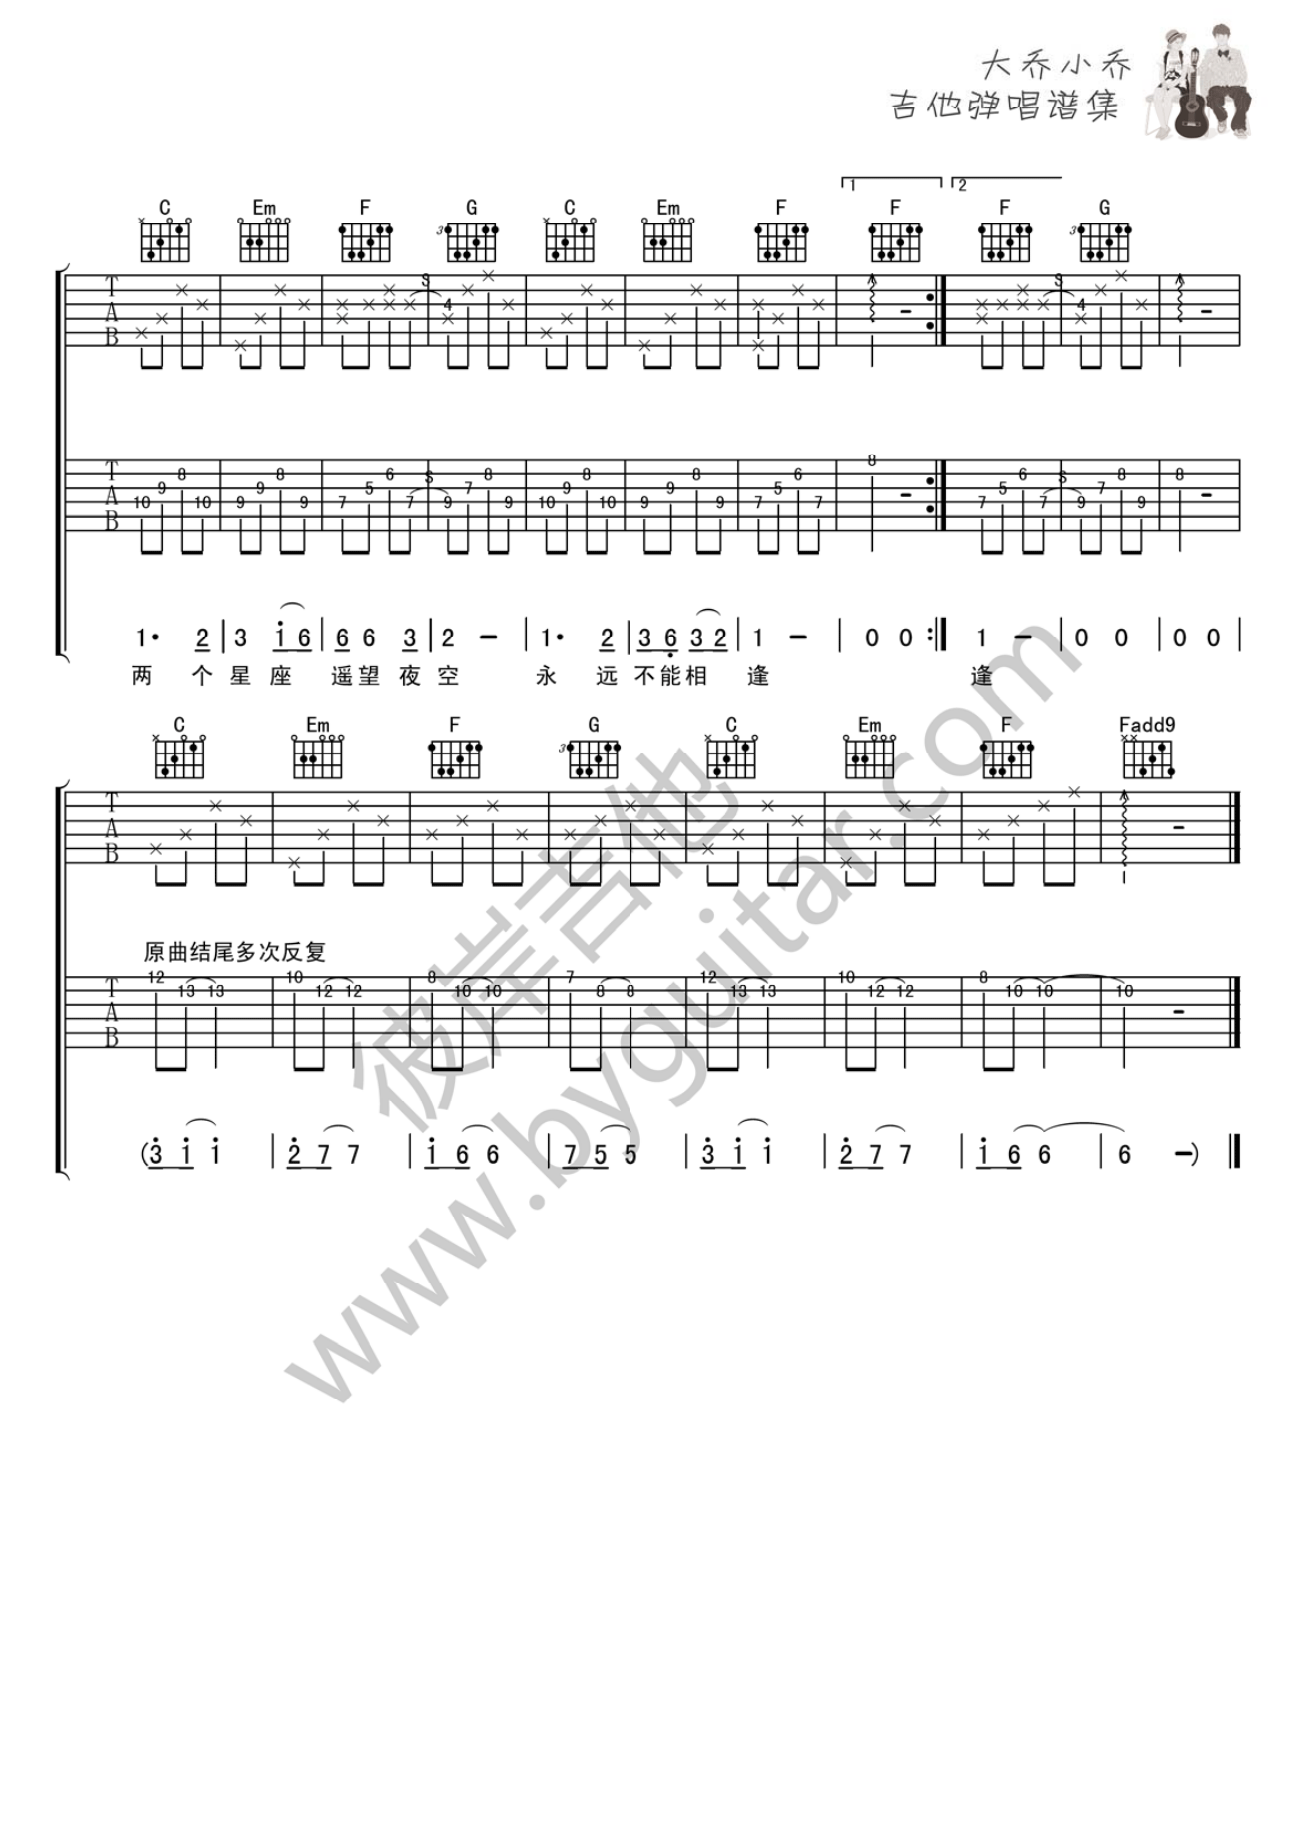 大乔小乔
吉他弹唱谱集
1 2
C Em F G C Em F F F G
3 3
T A B
S 4 S 4
T A B
10 9 8 10 9 9 8 9 7 5 6 7 S 9 7 8 9 10 9 8 10 9 9 8 9 7 5 6 7 8 7 5 6 7 S 9 7 8 9 8
1· 2 | 3 i 6 | 6 6 3 | 2 – | 1· 2 | 3 6 3 2 | 1 – | 0 0 :| 1 – | 0 0 | 0 0 |
两 个 星 座 遥 望 夜 空 永 远 不 能 相 逢 逢
C Em F G C Em F Fadd9
3
T A B
原曲结尾多次反复
T A B
12 13 13 10 12 12 8 10 10 7 8 8 12 13 13 10 12 12 8 10 10 10
(3 i i | 2 7 7 | i 6 6 | 7 5 5 | 3 i i | 2 7 7 | i 6 6 | 6 –)
彼岸吉他
www.byguitar.com